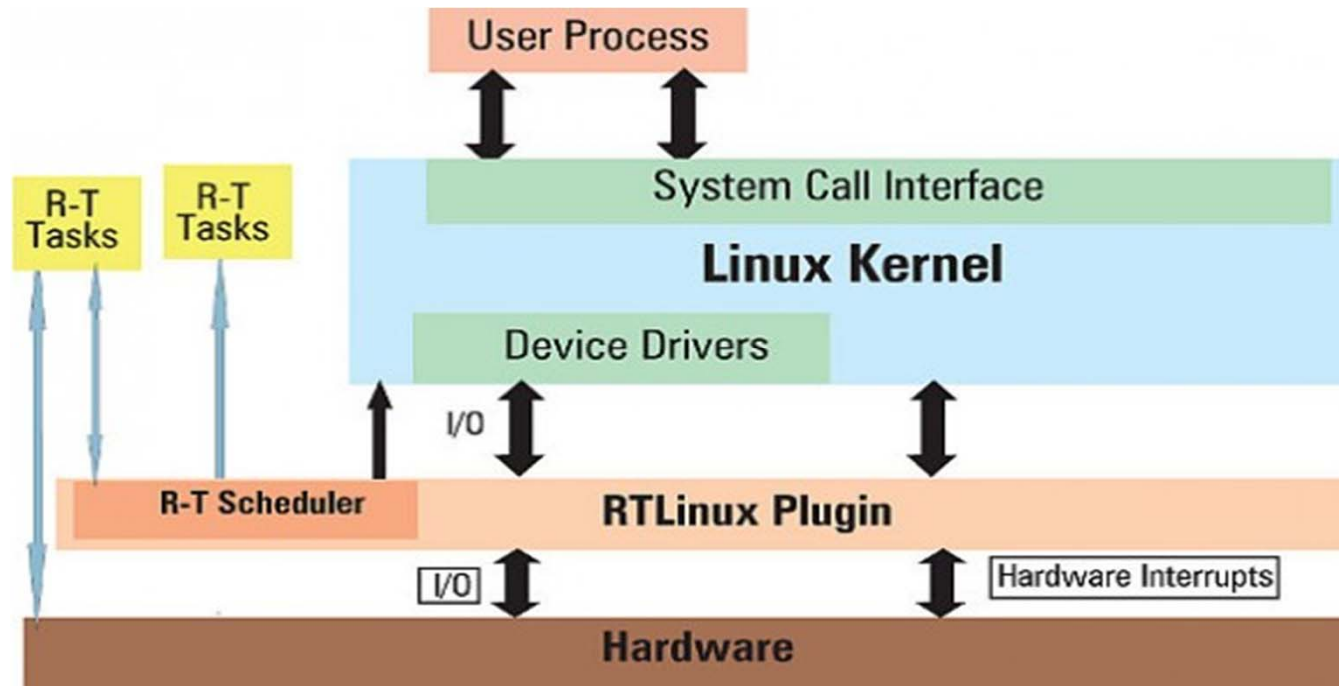 User Process
System Call Interface
R-T
Tasks
R-T
Tasks
Linux Kernel
Device Drivers
I/O
R-T Scheduler
RTLinux Plugin
I/O
Hardware Interrupts
Hardware